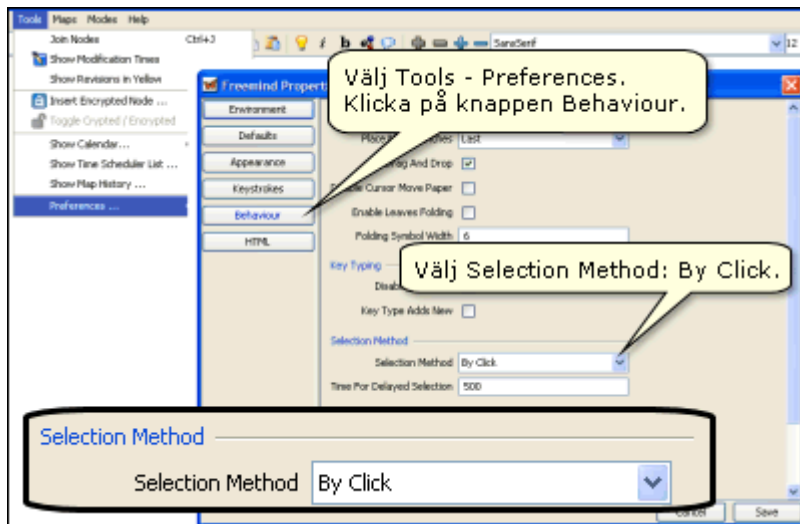 Tools Maps Modes Help
Join Nodes Ctrl+J
Show Modification Times
Show Revisions in Yellow
Insert Encrypted Node ...
Toggle Crypted / Encrypted
Show Calendar...
Show Time Scheduler List ...
Show Map History ...
Preferences ...
SansSerif 12
Freemind Propert
Välj Tools - Preferences.
Klicka på knappen Behaviour.
Environment
Defaults
Appearance
Keystrokes
Behaviour
HTML
Place Last
And Drop
Cursor Move Paper
Enable Leaves Folding
Folding Symbol Width 6
Key Typing
Välj Selection Method: By Click.
Key Type Adds New
Selection Method
Selection Method By Click
Time For Delayed Selection 500
Selection Method
Selection Method By Click
Cancel Save